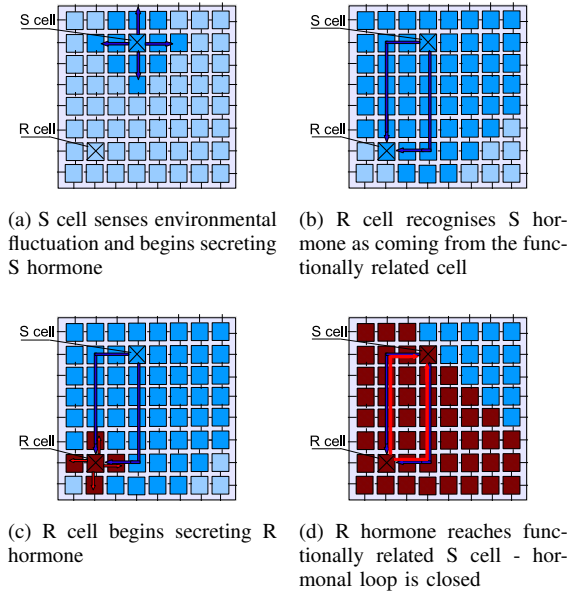 S cell
R cell
(a) S cell senses environmental
fluctuation and begins secreting
S hormone
S cell
R cell
(b) R cell recognises S hor-
mone as coming from the func-
tionally related cell
S cell
R cell
(c) R cell begins secreting R
hormone
S cell
R cell
(d) R hormone reaches func-
tionally related S cell - hor-
monal loop is closed